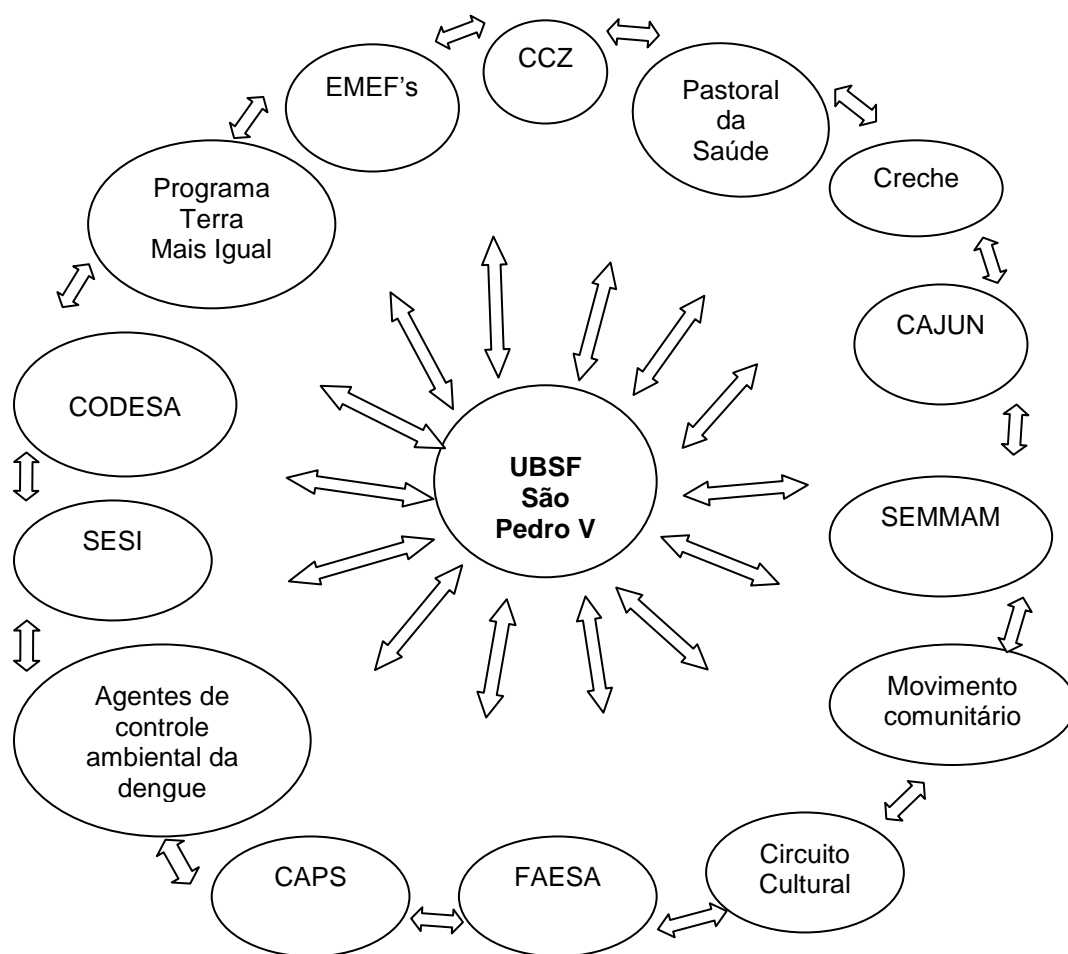 CCZ
EMEF's
Pastoral
da
Saúde
Programa
Terra
Mais Igual
Creche
CAJUN
CODESA
UBSF
São
Pedro V
SEMMAM
SESI
Movimento
comunitário
Agentes de
controle
ambiental da
dengue
Circuito
Cultural
CAPS
FAESA